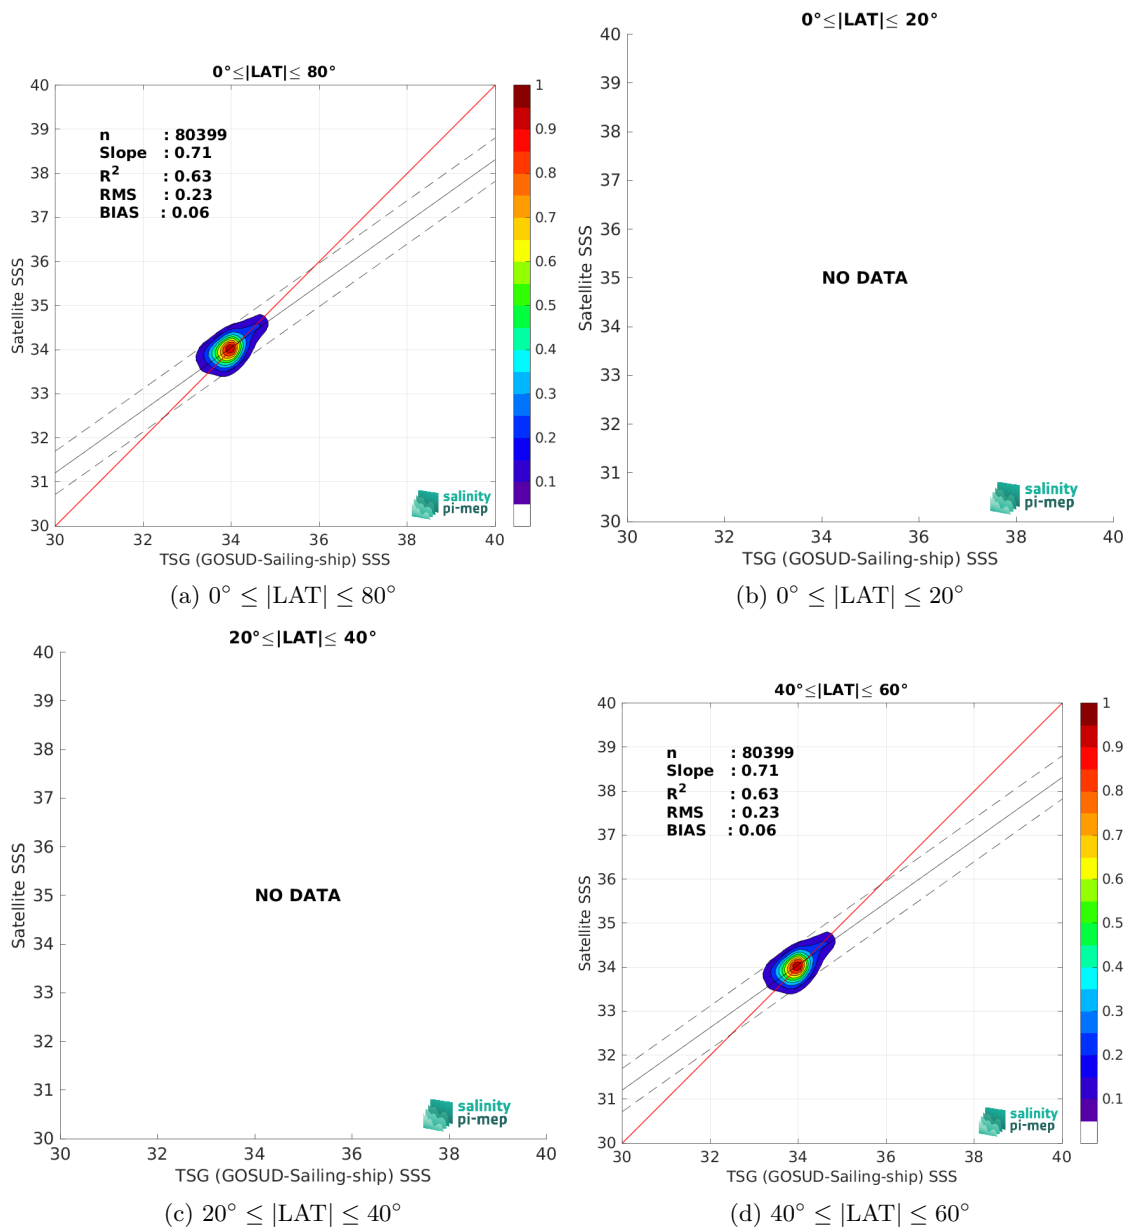 0°≤|LAT|≤ 80°
40
39
38
37
36
35
34
33
32
31
30
Satellite SSS
n : 80399
Slope : 0.71
R² : 0.63
RMS : 0.23
BIAS : 0.06
salinity
pi-mep
30 32 34 36 38 40
TSG (GOSUD-Sailing-ship) SSS
1
0.9
0.8
0.7
0.6
0.5
0.4
0.3
0.2
0.1
(a) 0° ≤ |LAT| ≤ 80°
0°≤|LAT|≤ 20°
40
39
38
37
36
35
34
33
32
31
30
Satellite SSS
NO DATA
salinity
pi-mep
30 32 34 36 38 40
TSG (GOSUD-Sailing-ship) SSS
(b) 0° ≤ |LAT| ≤ 20°
20°≤|LAT|≤ 40°
40
39
38
37
36
35
34
33
32
31
30
Satellite SSS
NO DATA
salinity
pi-mep
30 32 34 36 38 40
TSG (GOSUD-Sailing-ship) SSS
(c) 20° ≤ |LAT| ≤ 40°
40°≤|LAT|≤ 60°
40
39
38
37
36
35
34
33
32
31
30
Satellite SSS
n : 80399
Slope : 0.71
R² : 0.63
RMS : 0.23
BIAS : 0.06
salinity
pi-mep
30 32 34 36 38 40
TSG (GOSUD-Sailing-ship) SSS
1
0.9
0.8
0.7
0.6
0.5
0.4
0.3
0.2
0.1
(d) 40° ≤ |LAT| ≤ 60°